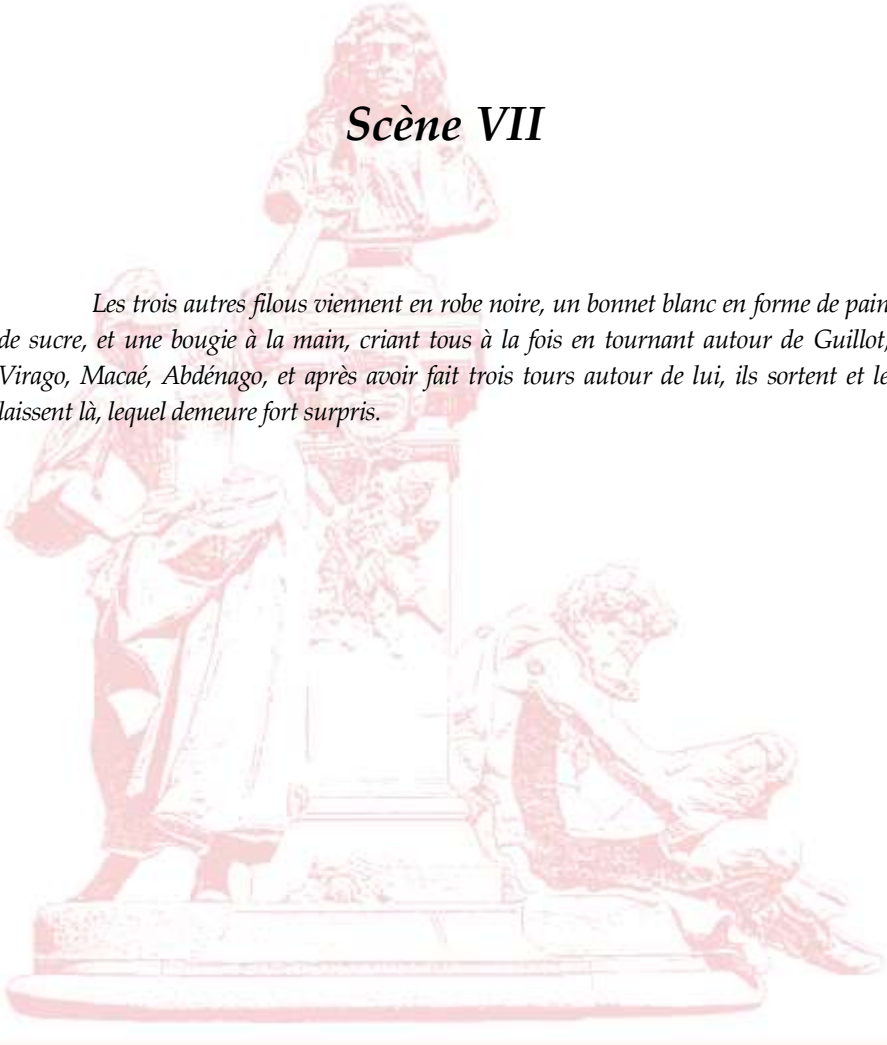 Scène VII
Les trois autres filous viennent en robe noire, un bonnet blanc en forme de pain
de sucre, et une bougie à la main, criant tous à la fois en tournant autour de Guillot,
Virago, Macaé, Abdénago, et après avoir fait trois tours autour de lui, ils sortent et le
laissent là, lequel demeure fort surpris.